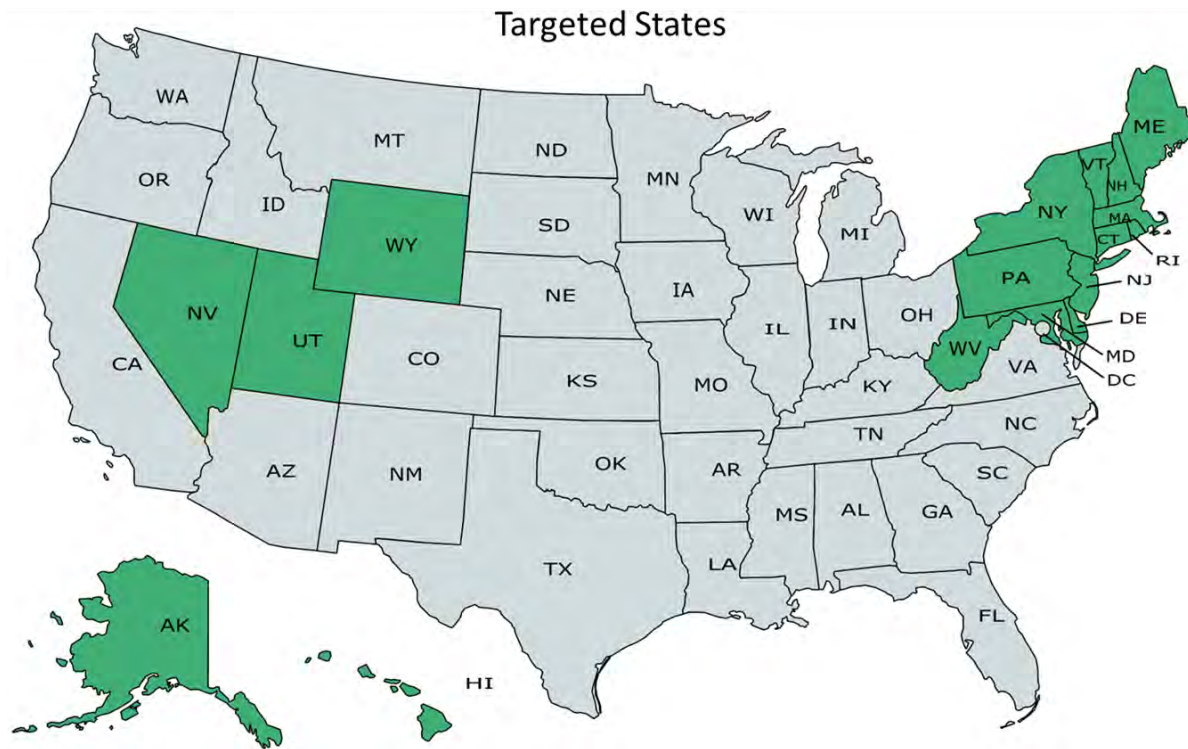 Targeted States
WA
MT
ND
MN
ME
VT
NH
OR
ID
SD
WI
MI
NY
MA
CT
RI
WY
NE
IA
PA
NJ
NV
UT
CO
IL
IN
OH
DE
WV
MD
VA
DC
CA
KS
MO
KY
NC
TN
AZ
NM
OK
AR
SC
MS
AL
GA
TX
LA
FL
AK
HI